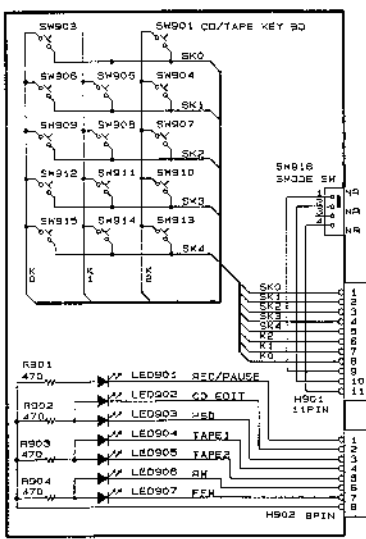 SW903 SW901 CD/TAPE KEY BD
SK0
SW906 SW905 SW904
SK1
SW909 SW908 SW907
SK2
SW912 SW911 SW910
SK3
SW915 SW914 SW913
SK4
K0 K1 K2
SW916
NR
NR
NR
SK0 1
SK1 2
SK2 3
SK3 4
SK4 5
K2 6
K1 7
K0 8
9
10
11
H901
11PIN
R901
470 LED901 REC/PAUSE
LED902 CD EDIT
R902
470 LED903
LED904 TAPE1
R903
470 LED905 TAPE2
LED906
R904
470 LED907
1
2
3
4
5
6
7
8
H902 8PIN